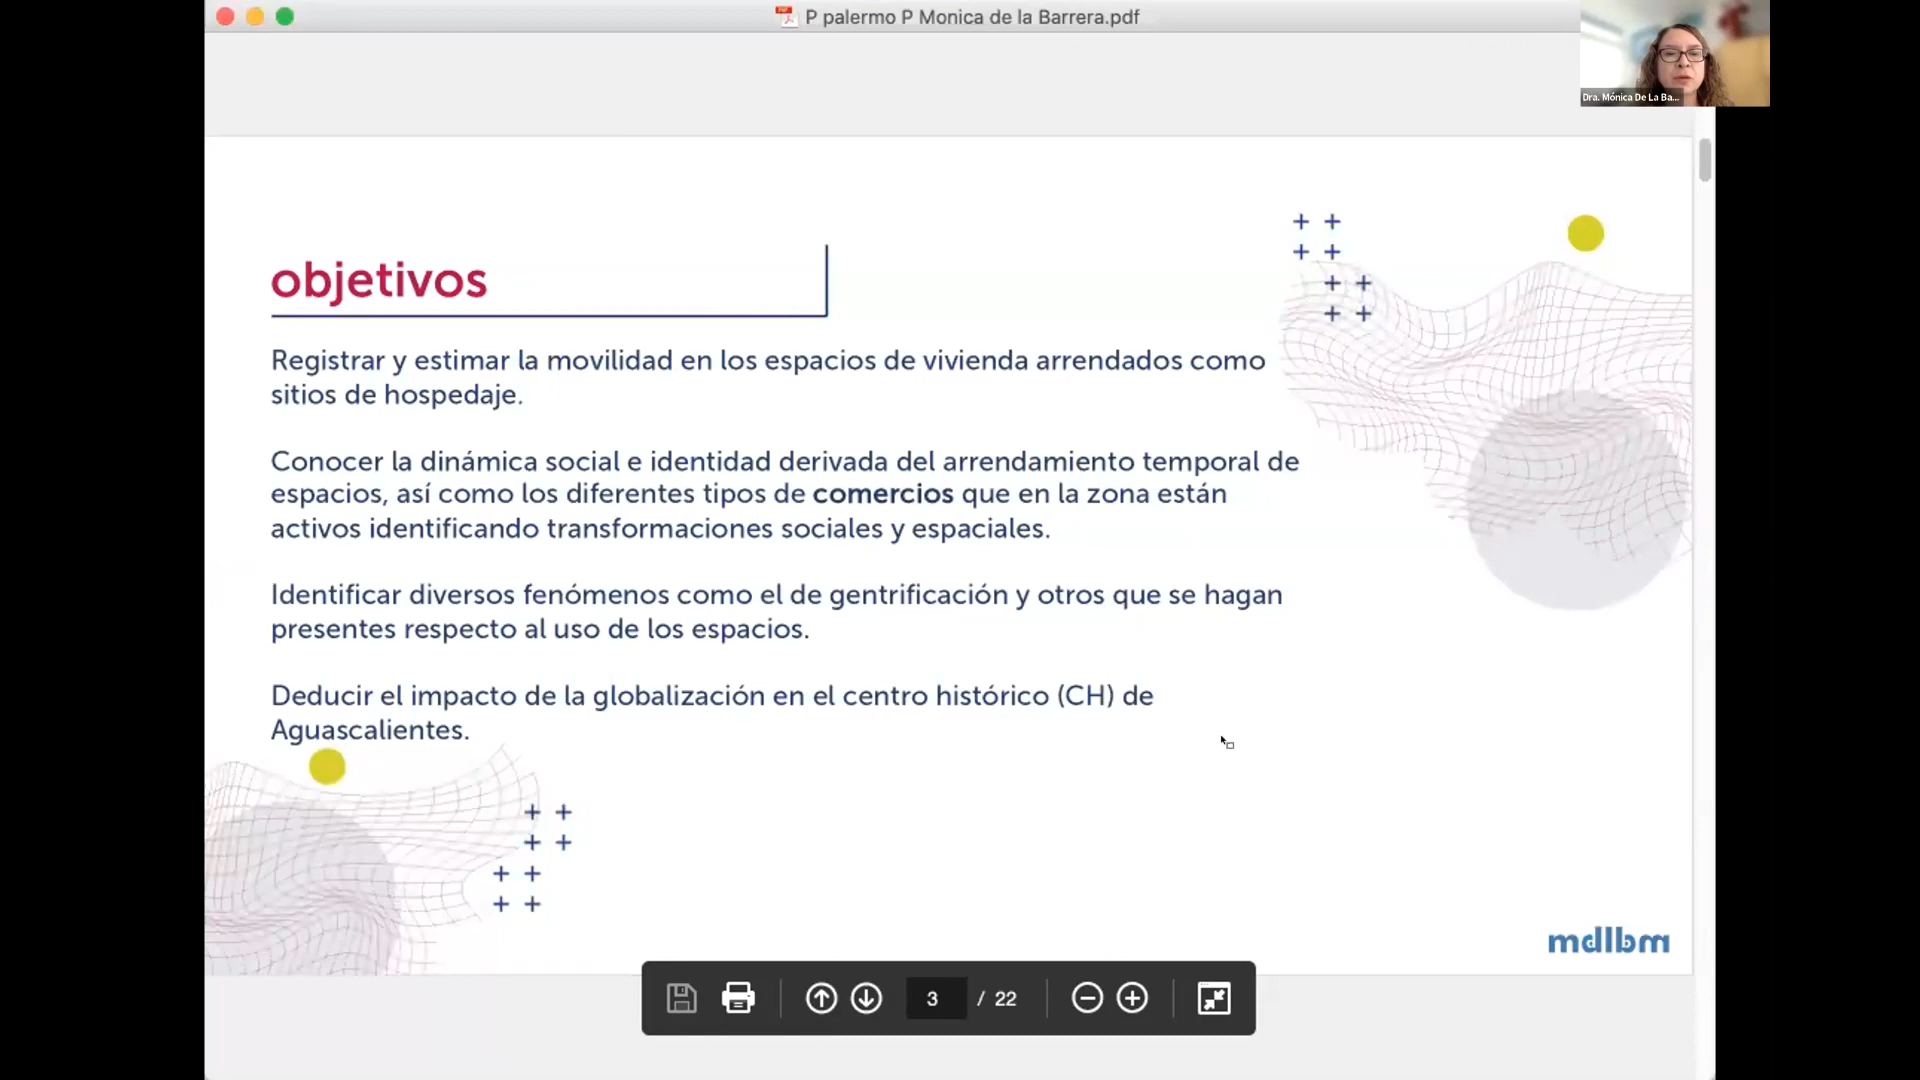 P palermo P Monica de la Barrera.pdf
Dra. Mónica De La Ba...
objetivos
Registrar y estimar la movilidad en los espacios de vivienda arrendados como
sitios de hospedaje.
Conocer la dinámica social e identidad derivada del arrendamiento temporal de
espacios, así como los diferentes tipos de comercios que en la zona están
activos identificando transformaciones sociales y espaciales.
Identificar diversos fenómenos como el de gentrificación y otros que se hagan
presentes respecto al uso de los espacios.
Deducir el impacto de la globalización en el centro histórico (CH) de
Aguascalientes.
mdlbm
3 / 22